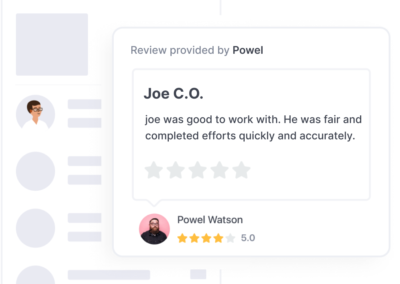 Review provided by Powel
Joe C.O.
joe was good to work with. He was fair and
completed efforts quickly and accurately.
Powel Watson
5.0